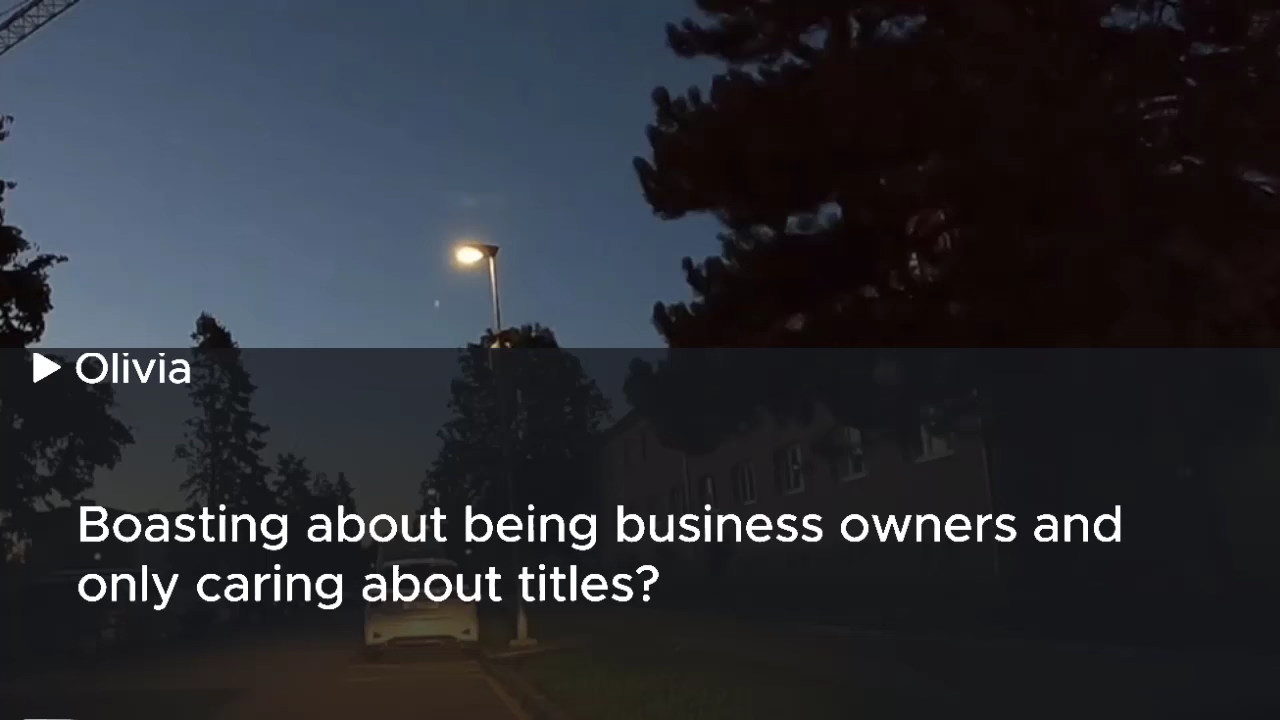 Olivia
Boasting about being business owners and
only caring about titles?